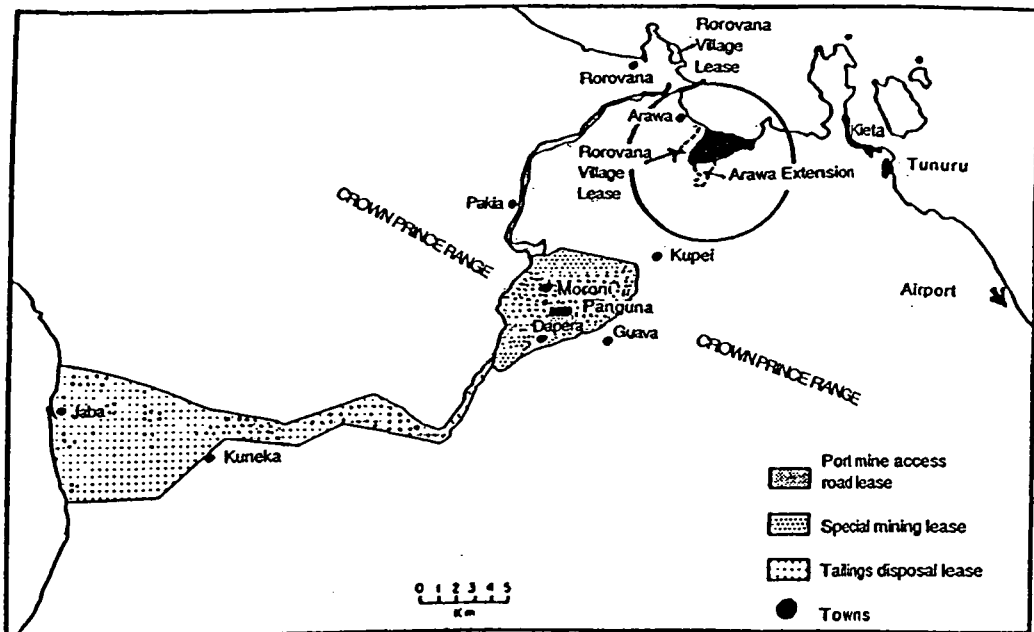 Rorovana
Village
Lease
Rorovana
Arawa
Kieta
Tunuru
Rorovana
Village
Lease
Arawa Extension
Pakia
CROWN PRINCE RANGE
Kupei
Airport
Panguna
Dapera
Guava
CROWN PRINCE RANGE
Jaba
Kuneka
Port mine access
road lease
Special mining lease
Tailings disposal lease
Towns
0 1 2 3 4 5
Km